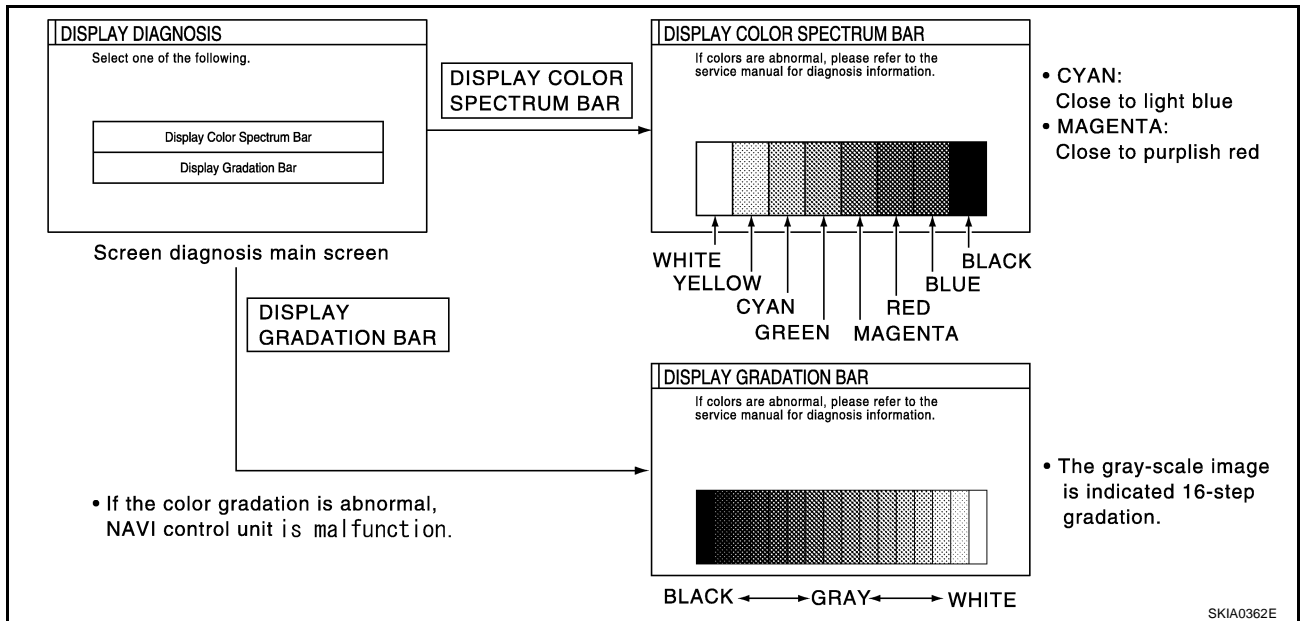 DISPLAY DIAGNOSIS
Select one of the following.
Display Color Spectrum Bar
Display Gradation Bar
Screen diagnosis main screen
DISPLAY COLOR
SPECTRUM BAR
DISPLAY COLOR SPECTRUM BAR
If colors are abnormal, please refer to the
service manual for diagnosis information.
WHITE
YELLOW
CYAN
GREEN
MAGENTA
RED
BLUE
BLACK
• CYAN:
Close to light blue
• MAGENTA:
Close to purplish red
DISPLAY
GRADATION BAR
• If the color gradation is abnormal,
NAVI control unit is malfunction.
DISPLAY GRADATION BAR
If colors are abnormal, please refer to the
service manual for diagnosis information.
BLACK GRAY WHITE
• The gray-scale image
is indicated 16-step
gradation.
SKIA0362E